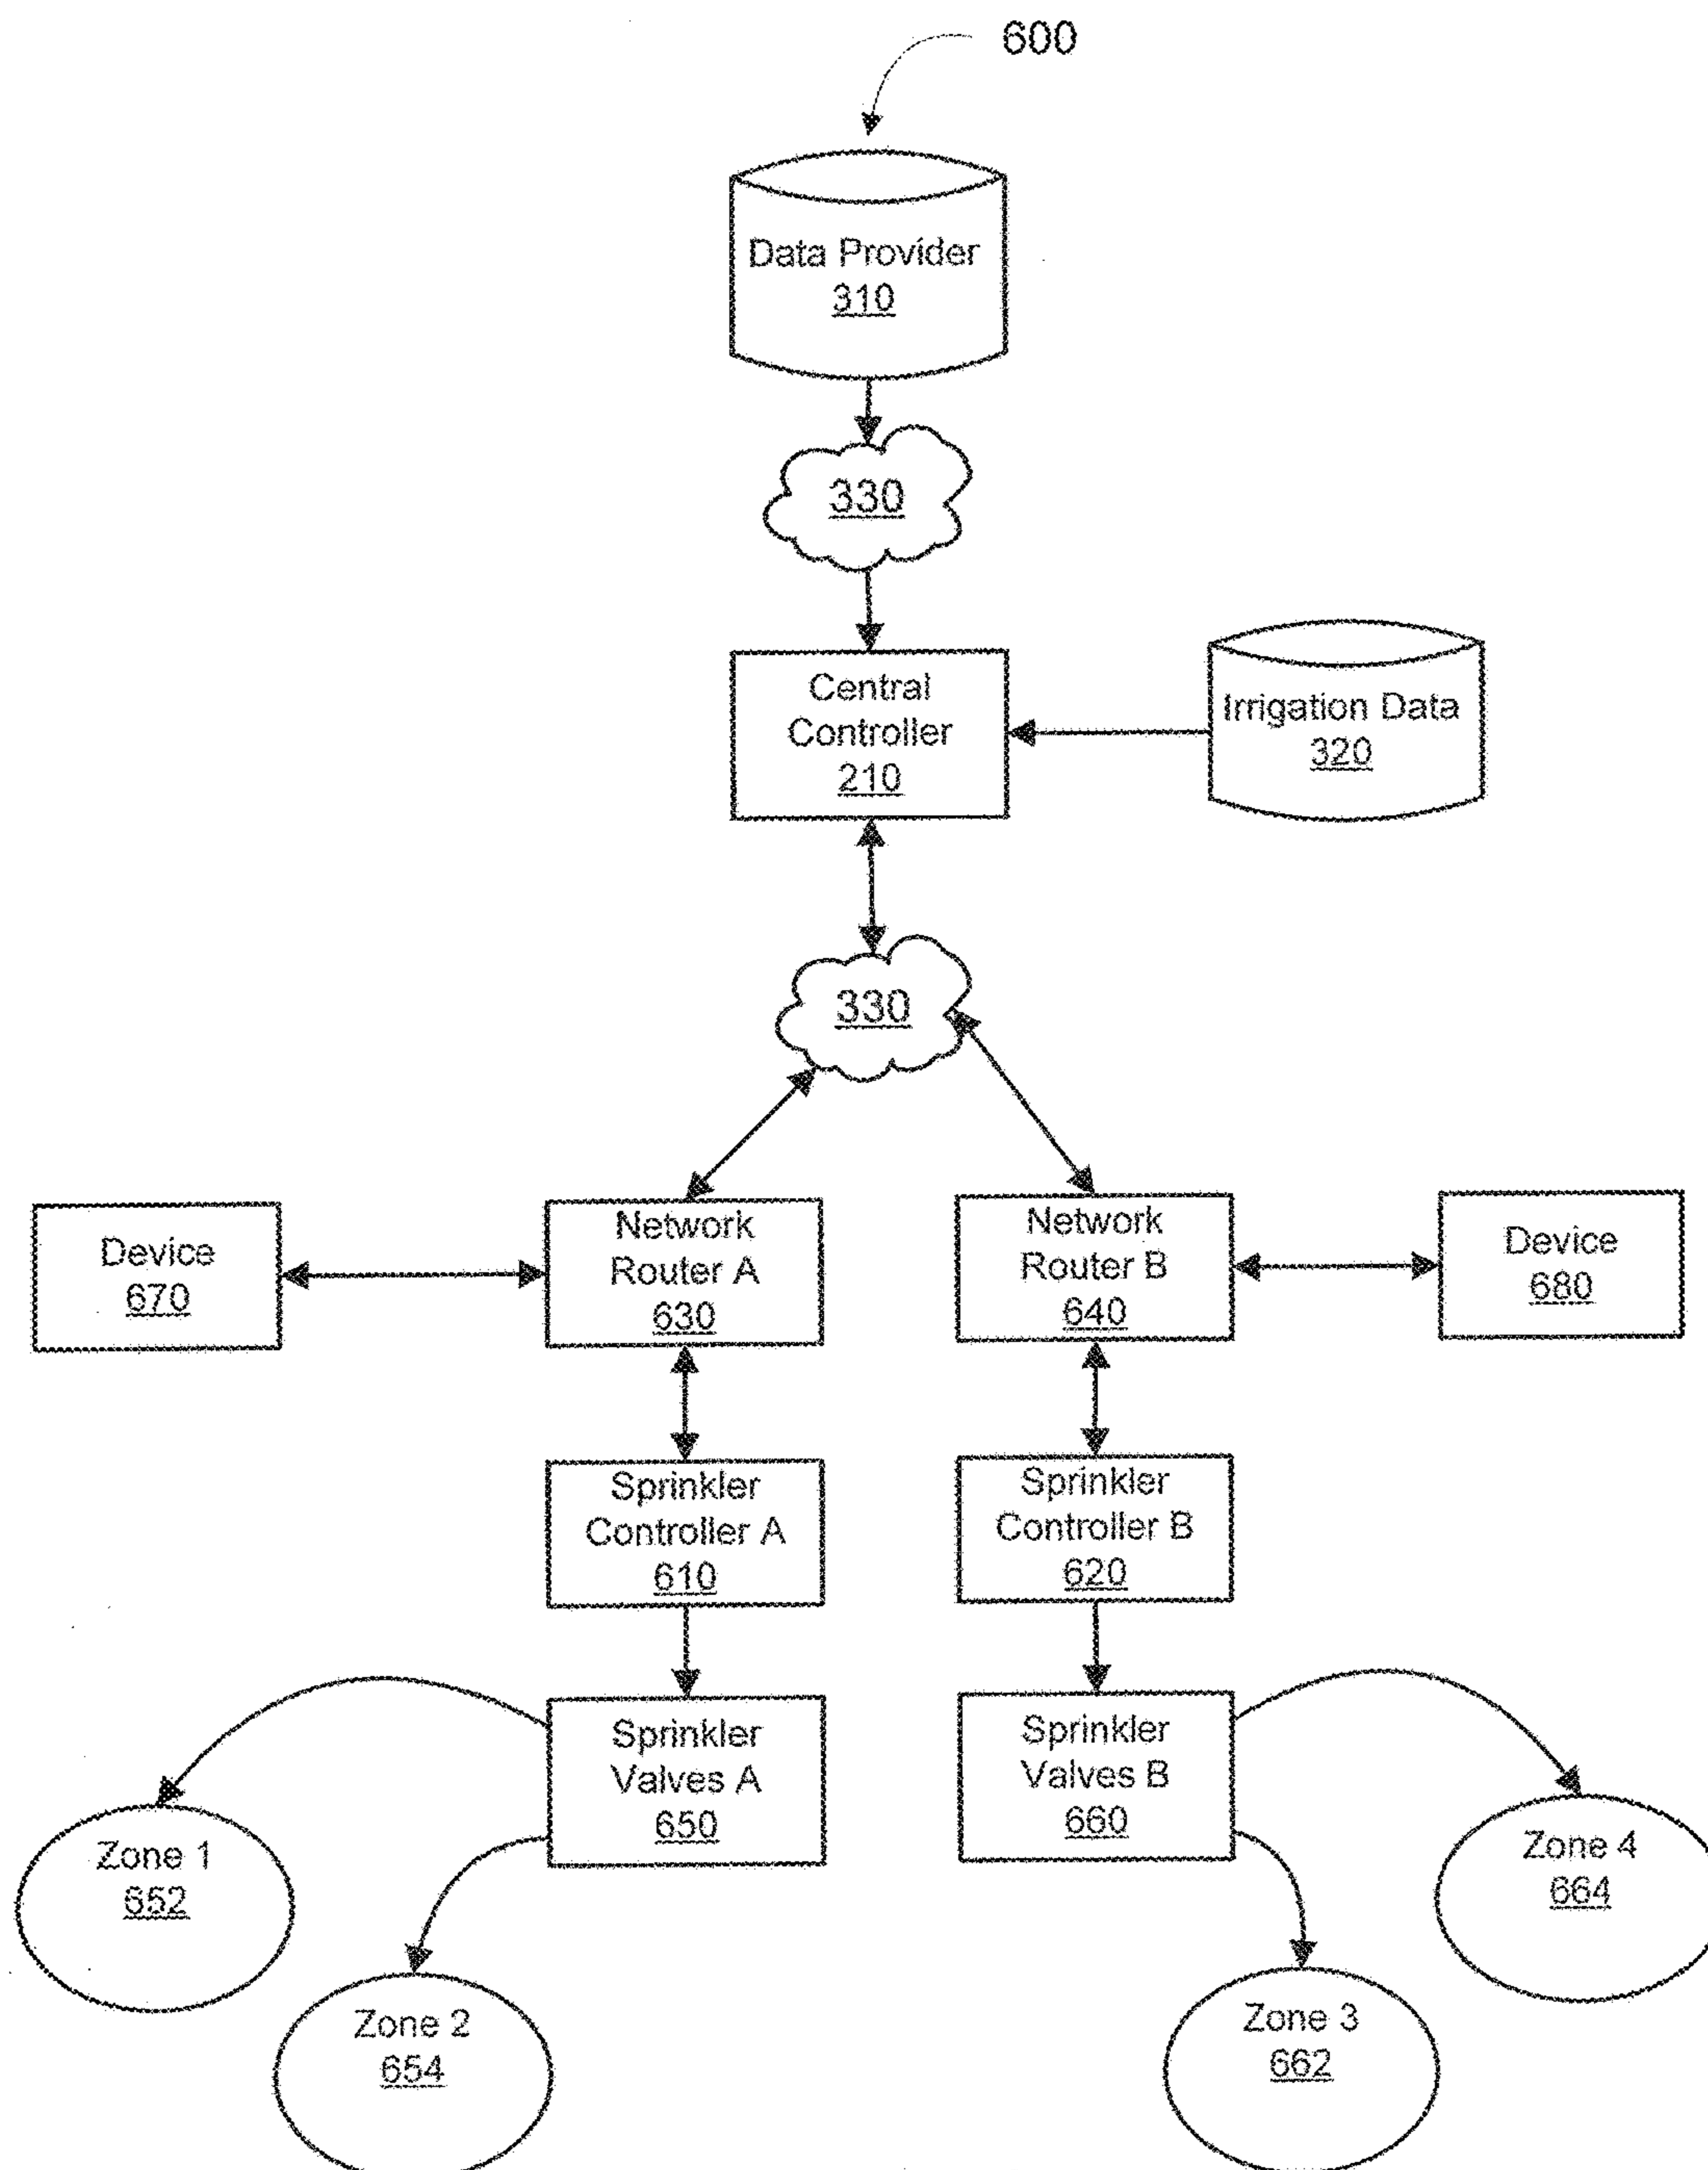 600
Data Provider
310
330
Central
Controller
210
Irrigation Data
320
330
Device
670
Network
Router A
630
Network
Router B
640
Device
680
Sprinkler
Controller A
610
Sprinkler
Controller B
620
Sprinkler
Valves A
650
Sprinkler
Valves B
660
Zone 1
652
Zone 2
654
Zone 3
662
Zone 4
664